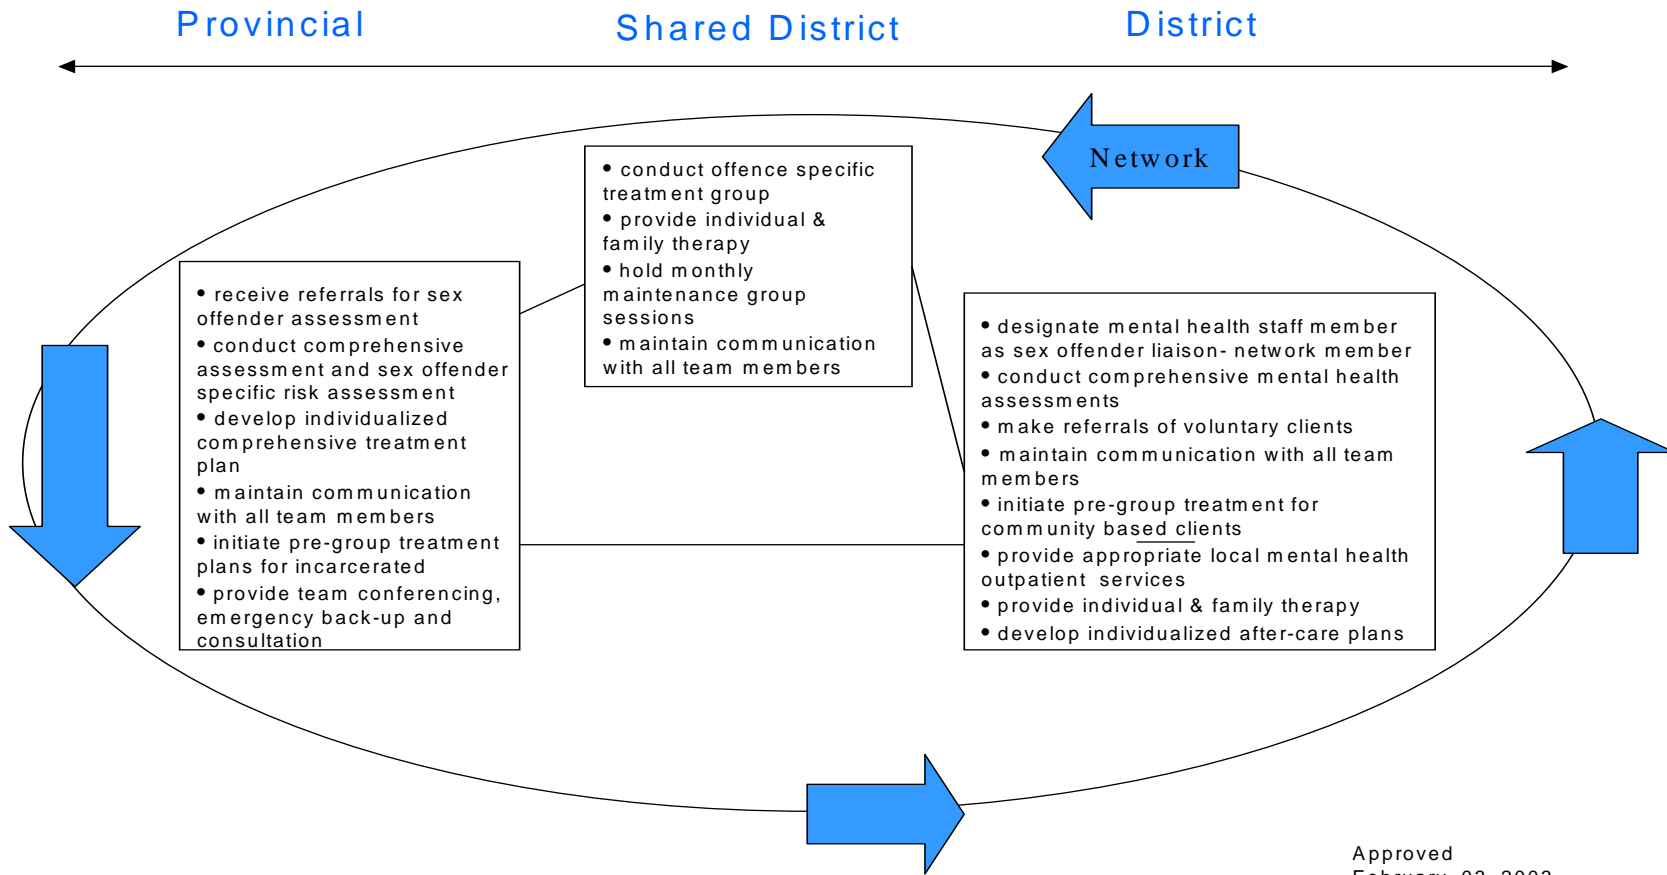 Provincial
Shared District
District
Network
• conduct offence specific
treatment group
• provide individual &
family therapy
• hold monthly
maintenance group
sessions
• maintain communication
with all team members
• receive referrals for sex
offender assessment
• conduct comprehensive
assessment and sex offender
specific risk assessment
• develop individualized
comprehensive treatment
plan
• maintain communication
with all team members
• initiate pre-group treatment
plans for incarcerated
• provide team conferencing,
emergency back-up and
consultation
• designate mental health staff member
as sex offender liaison- network member
• conduct comprehensive mental health
assessments
• make referrals of voluntary clients
• maintain communication with all team
members
• initiate pre-group treatment for
community based clients
• provide appropriate local mental health
outpatient services
• provide individual & family therapy
• develop individualized after-care plans
Approved
February 03, 2003